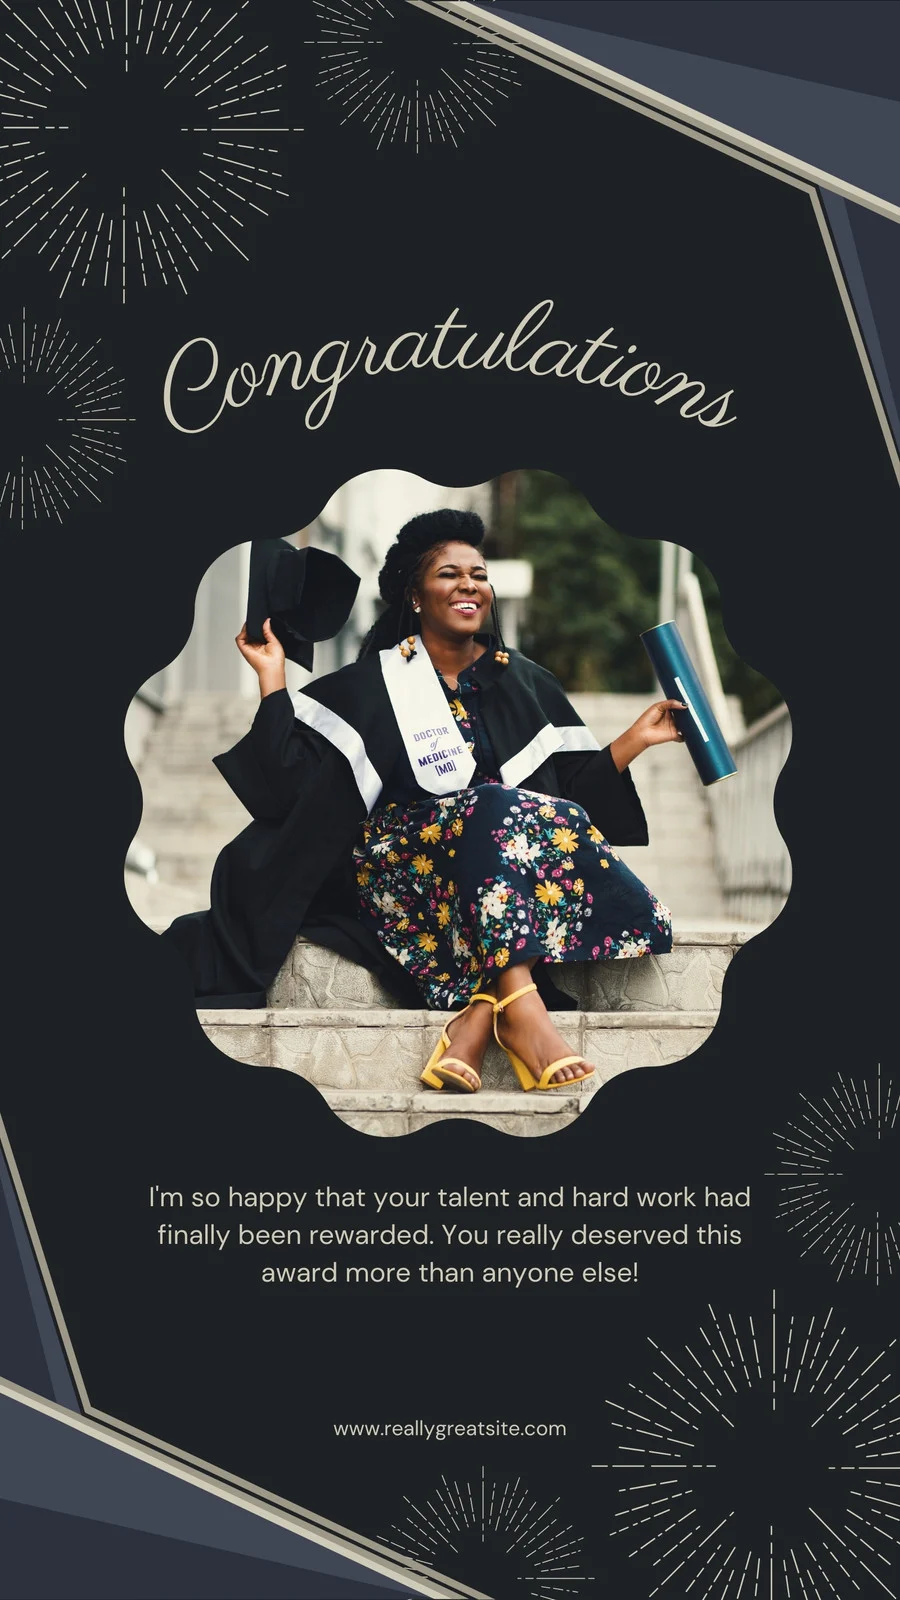 Congratulations
DOCTOR
of
MEDICINE
[MD]
I'm so happy that your talent and hard work had
finally been rewarded. You really deserved this
award more than anyone else!
www.reallygreatsite.com